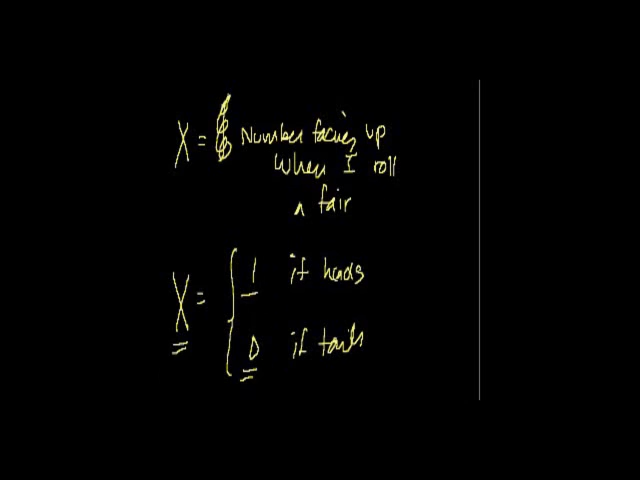 X = Number facing up
when I roll
a fair
X = { 1 if heads
0 if tails